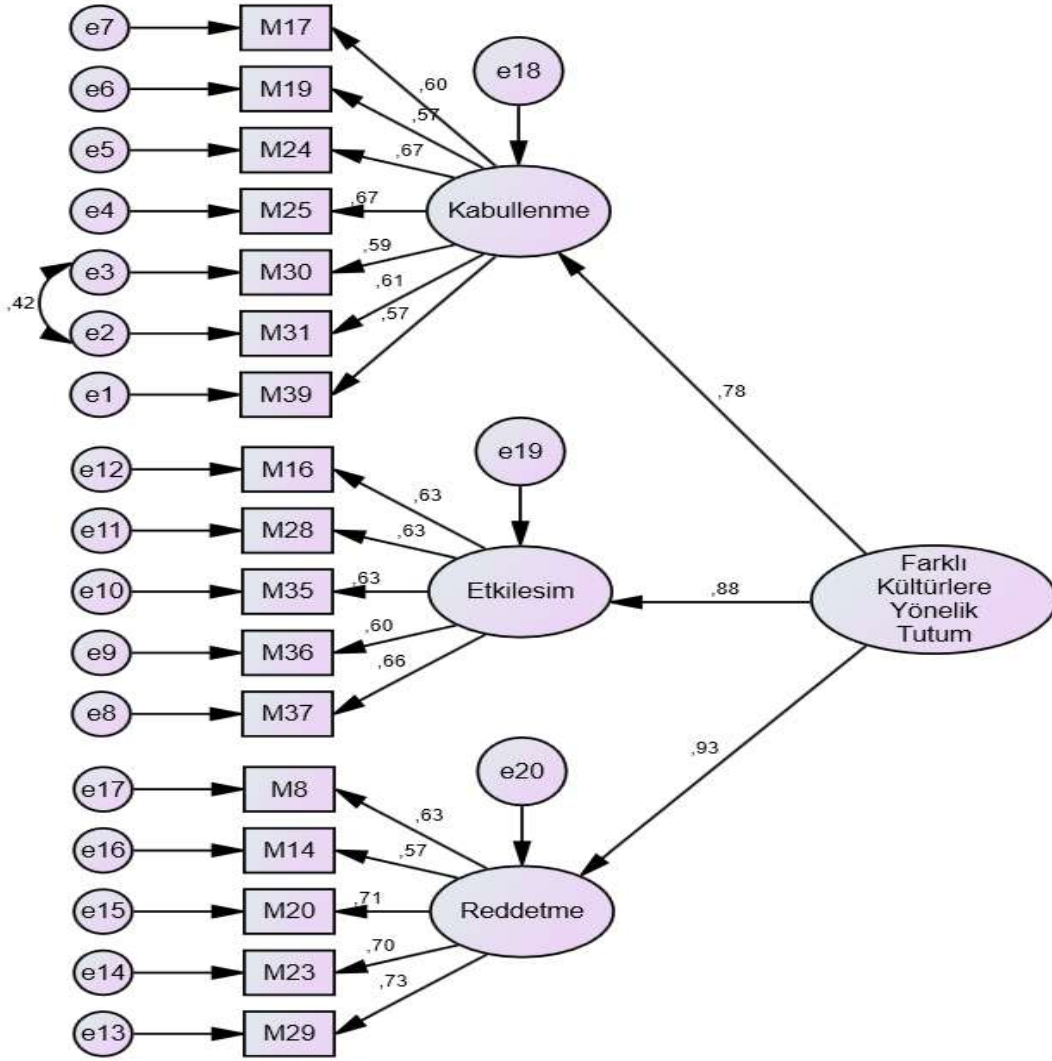 e7
M17
,60
e18
e6
M19
,57
e5
M24
,67
e4
M25
,67
Kabullenme
e3
M30
,59
,42
e2
M31
,61
e1
M39
,57
,78
e19
e12
M16
,63
e11
M28
,63
e10
M35
,63
Etkilesim
,88
Farklı
Kültürlere
Yönelik
Tutum
e9
M36
,60
e8
M37
,66
,93
e20
e17
M8
,63
e16
M14
,57
e15
M20
,71
Reddetme
e14
M23
,70
e13
M29
,73